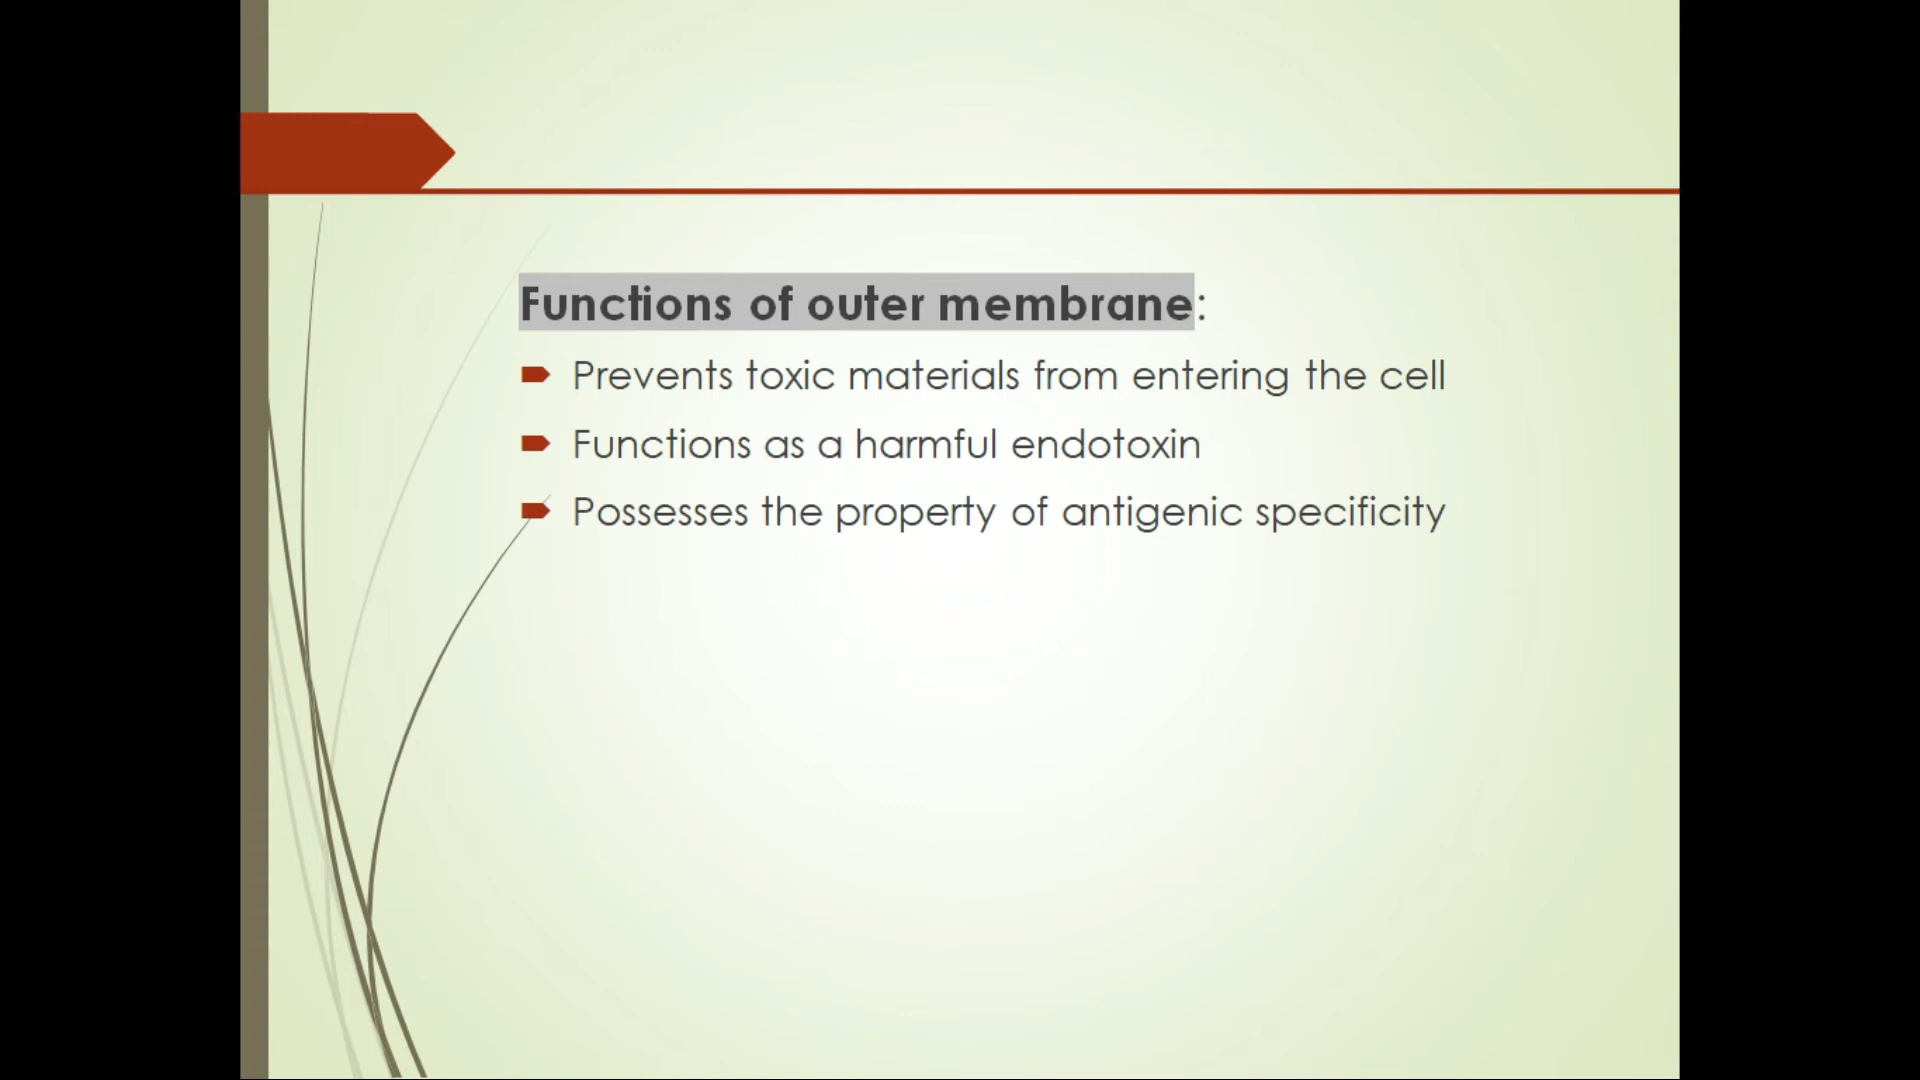 Functions of outer membrane:
Prevents toxic materials from entering the cell
Functions as a harmful endotoxin
Possesses the property of antigenic specificity